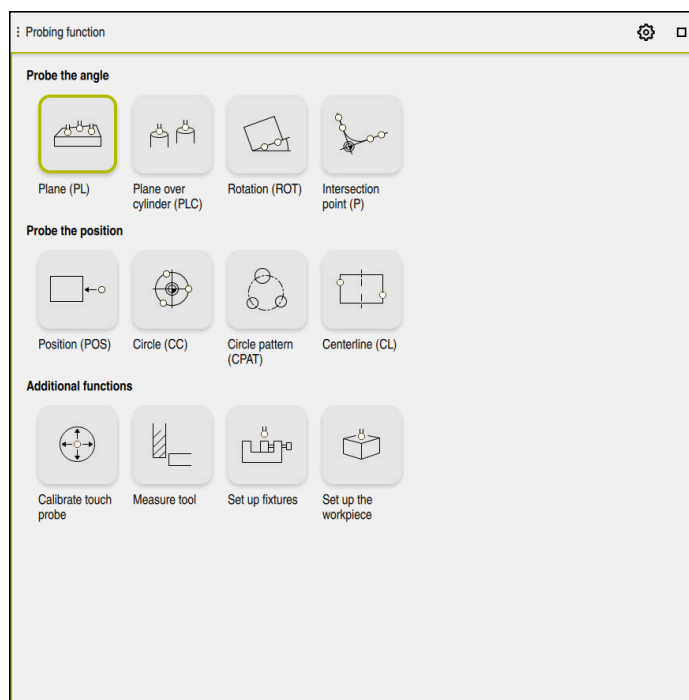 Probing function
Probe the angle
Plane (PL)
Plane over
cylinder (PLC)
Rotation (ROT)
Intersection
point (P)
Probe the position
Position (POS)
Circle (CC)
Circle pattern
(CPAT)
Centerline (CL)
Additional functions
Calibrate touch
probe
Measure tool
Set up fixtures
Set up the
workpiece